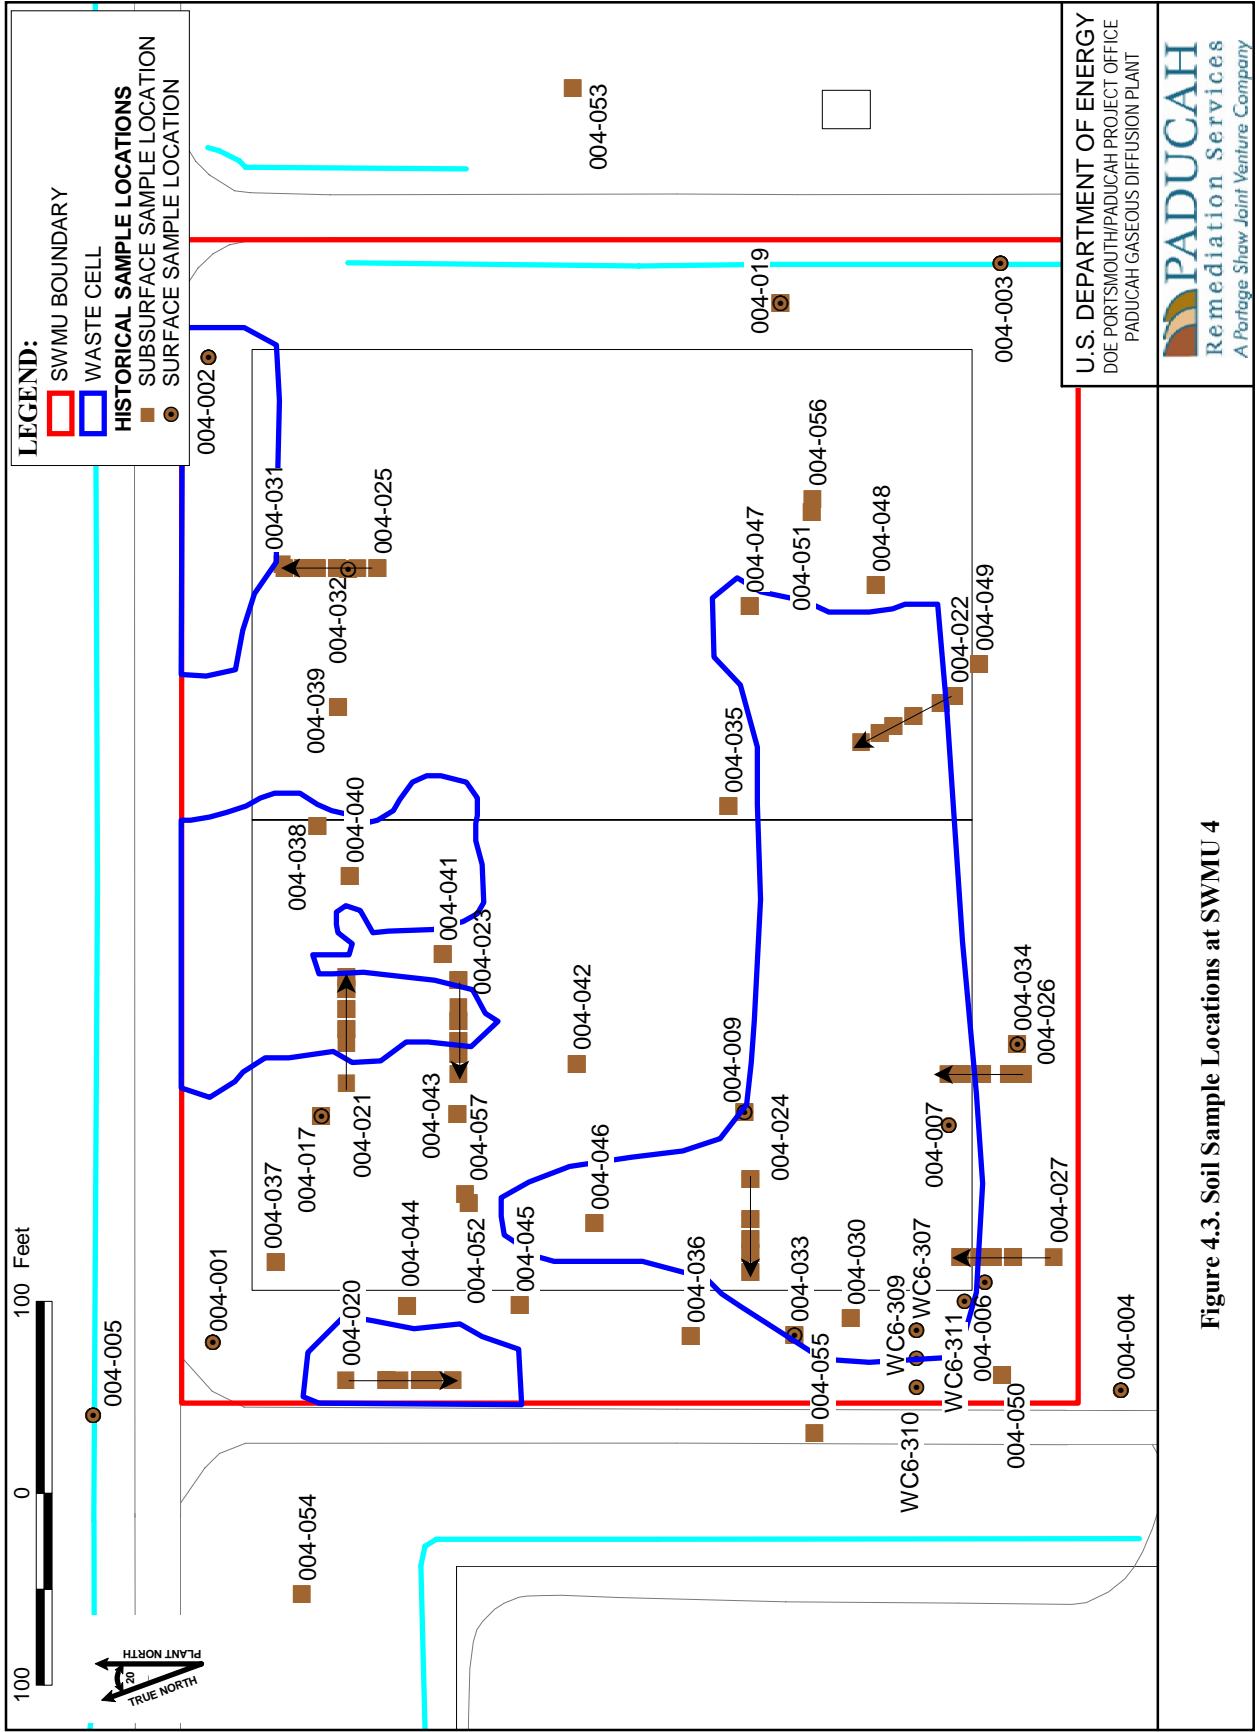 LEGEND:
SWMU BOUNDARY
WASTE CELL
HISTORICAL SAMPLE LOCATIONS
SUBSURFACE SAMPLE LOCATION
SURFACE SAMPLE LOCATION
100 0 100 Feet
PLANT NORTH
TRUE NORTH
20
004-005
004-001
004-002
004-054
004-037
004-017
004-021
004-020
004-038
004-040
004-039
004-031
004-032
004-025
004-053
004-044
004-043
004-057
004-052
004-045
004-041
004-023
004-042
004-046
004-036
004-009
004-024
004-035
004-047
004-051
004-056
004-048
004-019
004-003
004-022
004-049
004-033
004-055
004-030
004-007
004-034
004-026
004-027
WC6-309
WC6-307
WC6-310
WC6-311
004-006
004-050
004-004
U.S. DEPARTMENT OF ENERGY
DOE PORTSMOUTH/PADUCAH PROJECT OFFICE
PADUCAH GASEOUS DIFFUSION PLANT
PADUCAH
Remediation Services
A Portage Shaw Joint Venture Company
Figure 4.3. Soil Sample Locations at SWMU 4